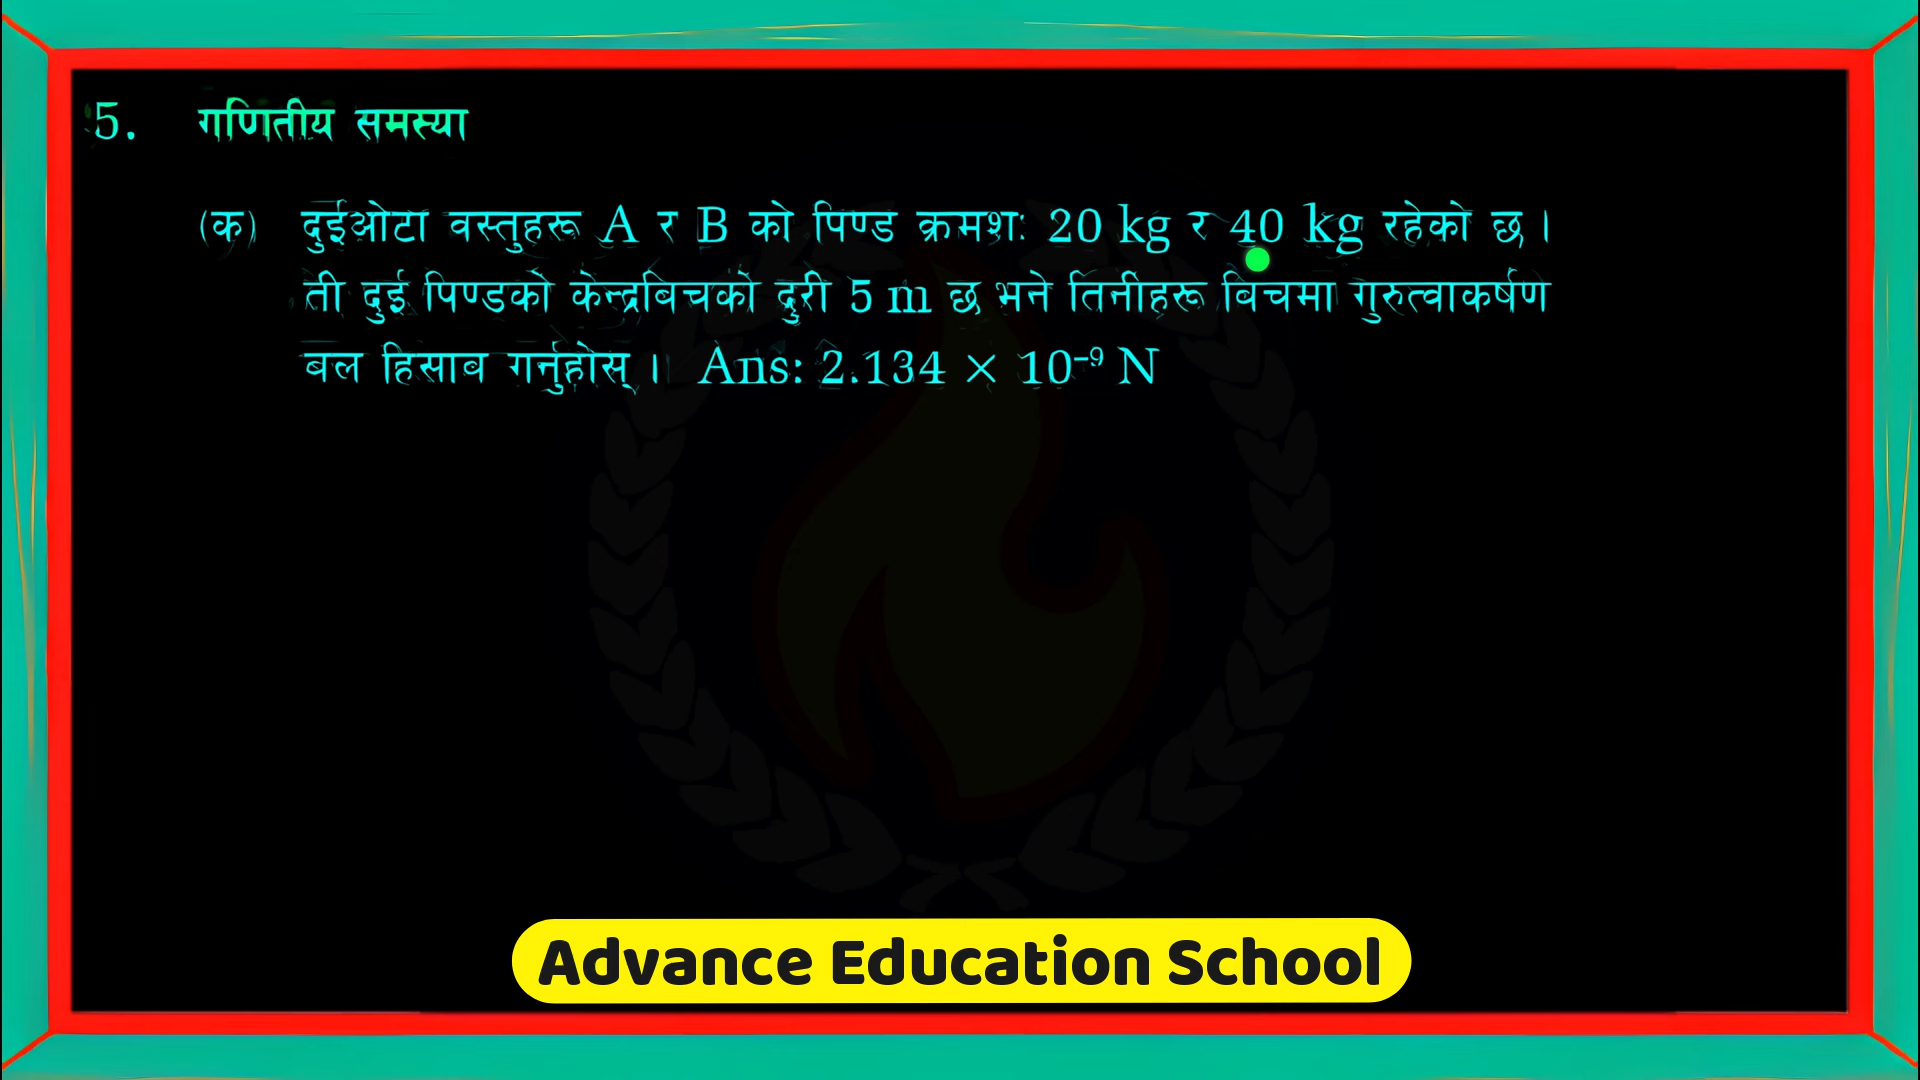 5. गणितीय समस्या
(क) दुईओटा वस्तुहरू A र B को पिण्ड क्रमशः 20 kg र 40 kg रहेको छ।
ती दुई पिण्डको केन्द्रबिचको दुरी 5 m छ भने तिनीहरू बिचमा गुरुत्वाकर्षण
बल हिसाब गर्नुहोस् । Ans: 2.134 × 10⁻⁹ N
Advance Education School